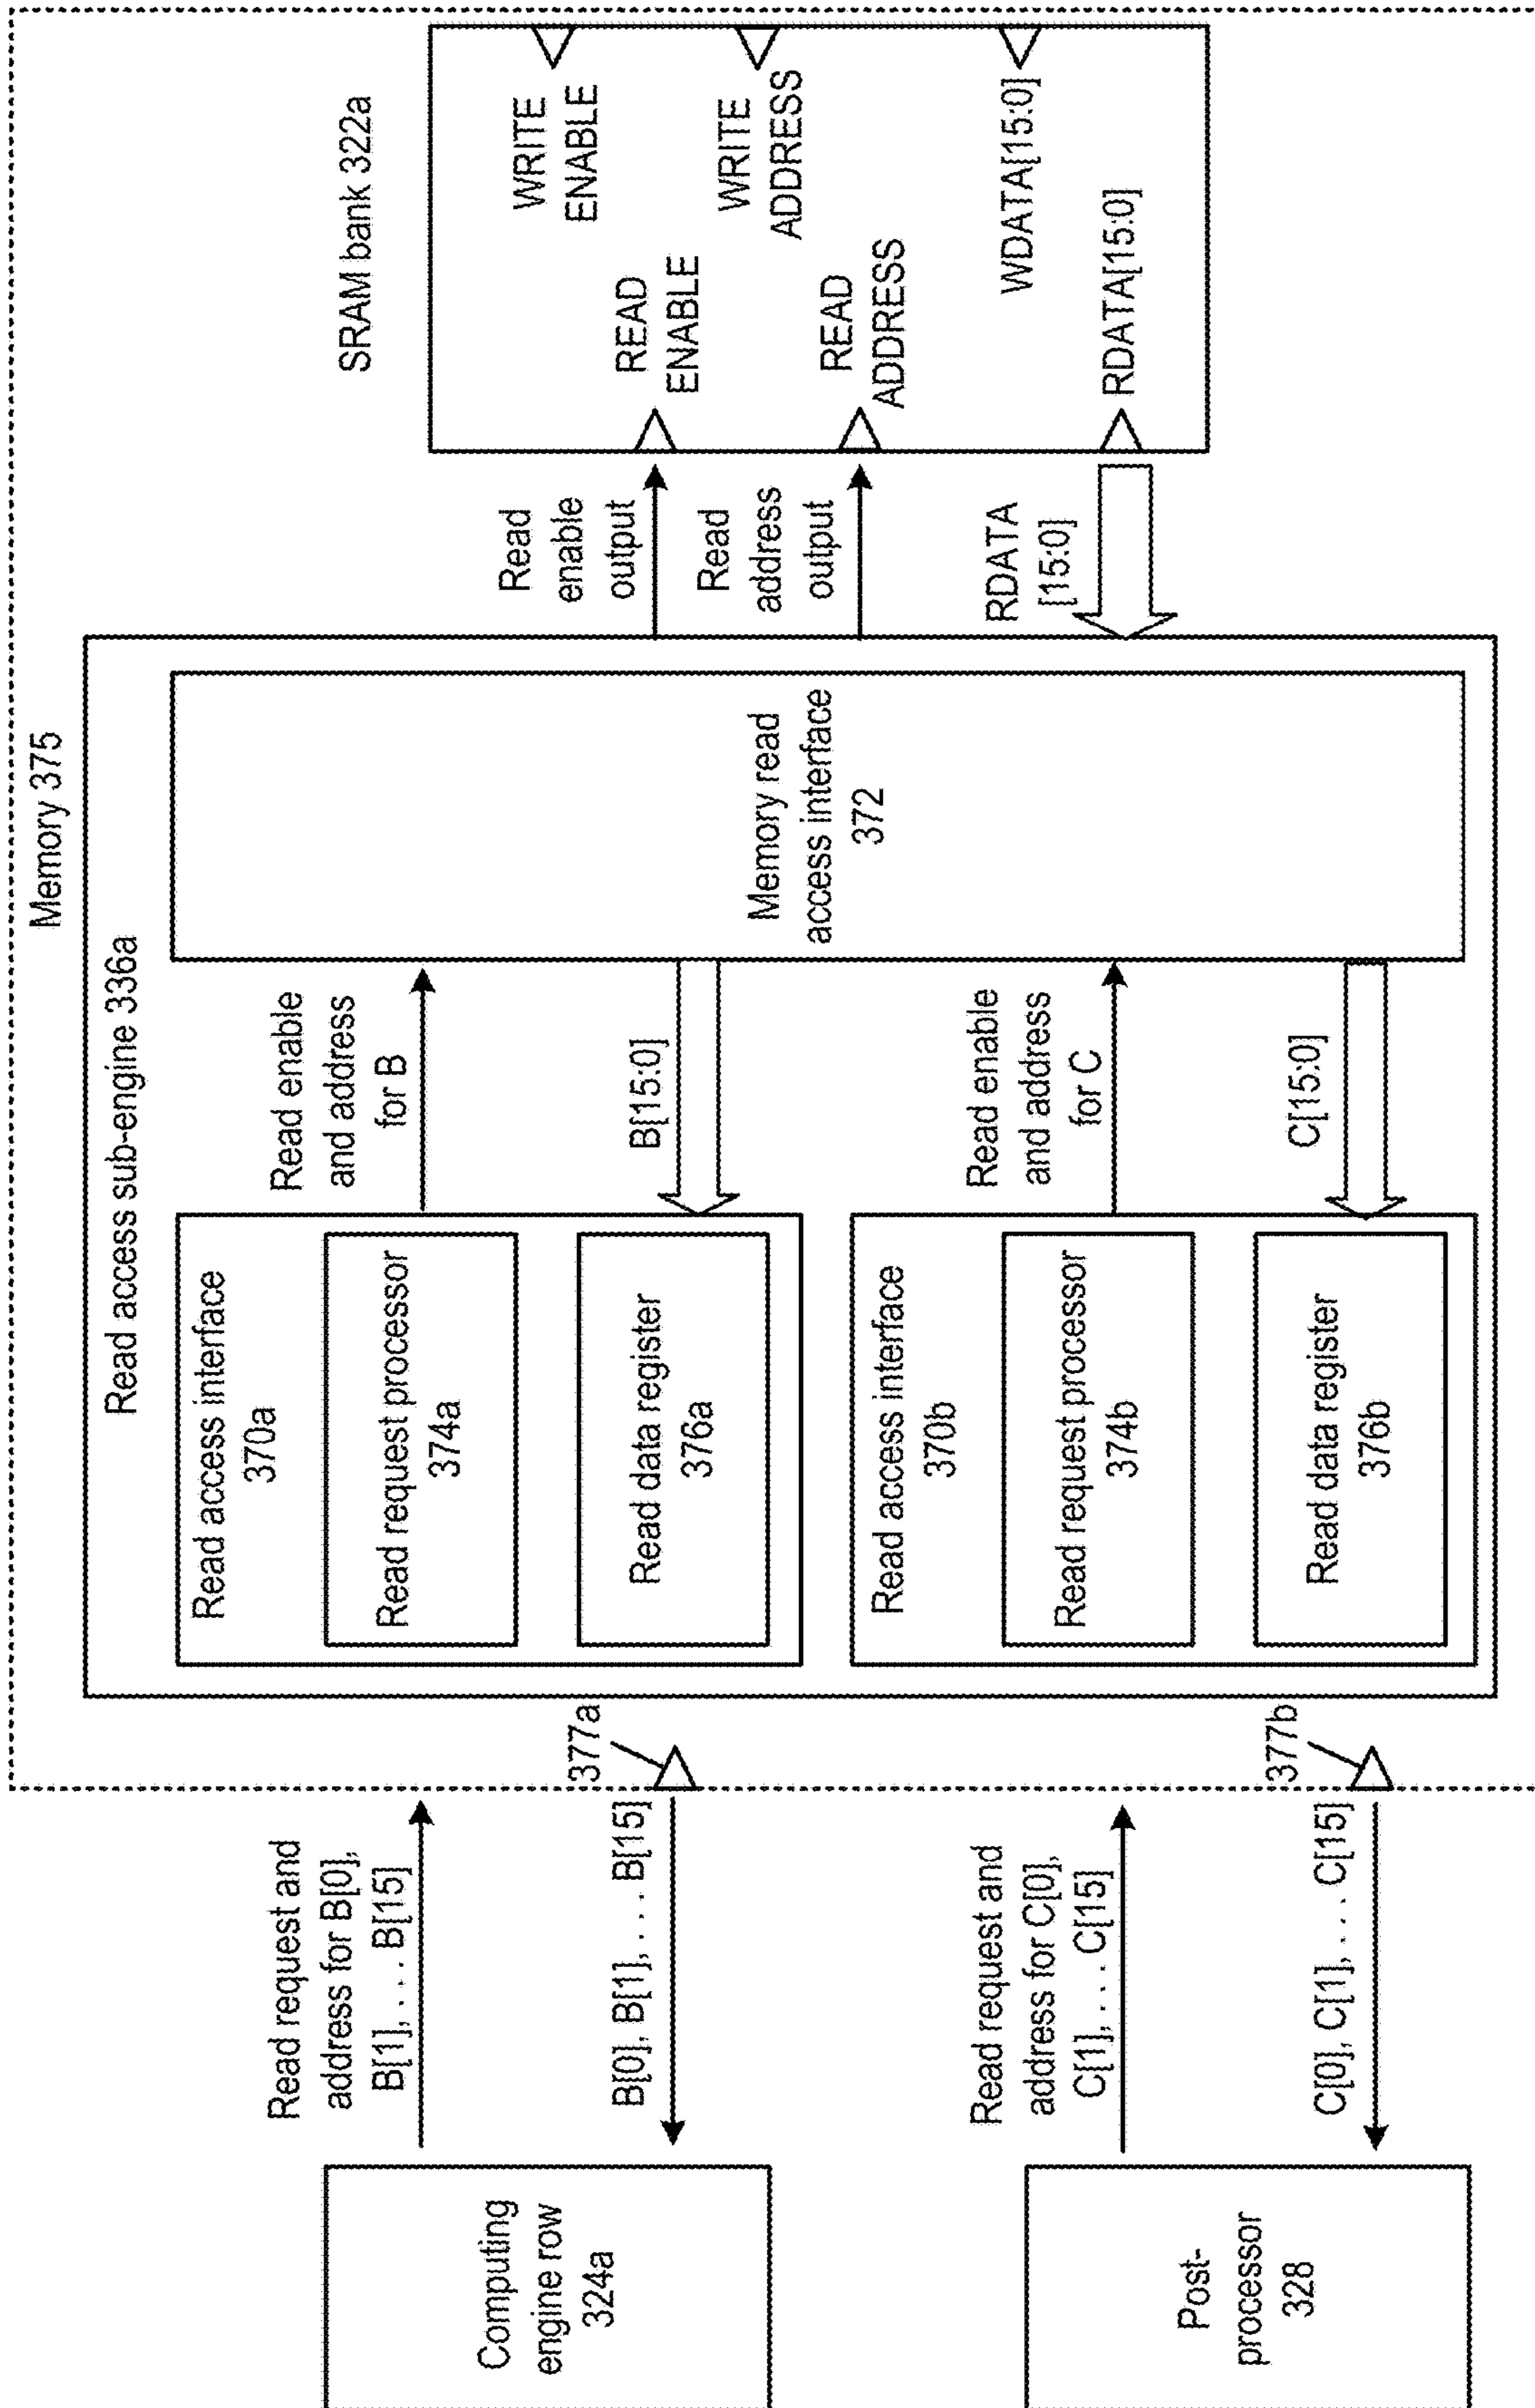 Memory 375
Read access sub-engine 336a
SRAM bank 322a
Computing
engine row
324a
Read request and
address for B[0],
B[1], . . . B[15]
B[0], B[1], . . . B[15]
377a
Read access interface
370a
Read request processor
374a
Read data register
376a
Read enable
and address
for B
B[15:0]
Post-
processor
328
Read request and
address for C[0],
C[1], . . . C[15]
C[0], C[1], . . . C[15]
377b
Read access interface
370b
Read request processor
374b
Read data register
376b
Read enable
and address
for C
C[15:0]
Memory read
access interface
372
Read
enable
output
Read
address
output
RDATA
[15:0]
WRITE
ENABLE
READ
ENABLE
WRITE
ADDRESS
READ
ADDRESS
WDATA[15:0]
RDATA[15:0]